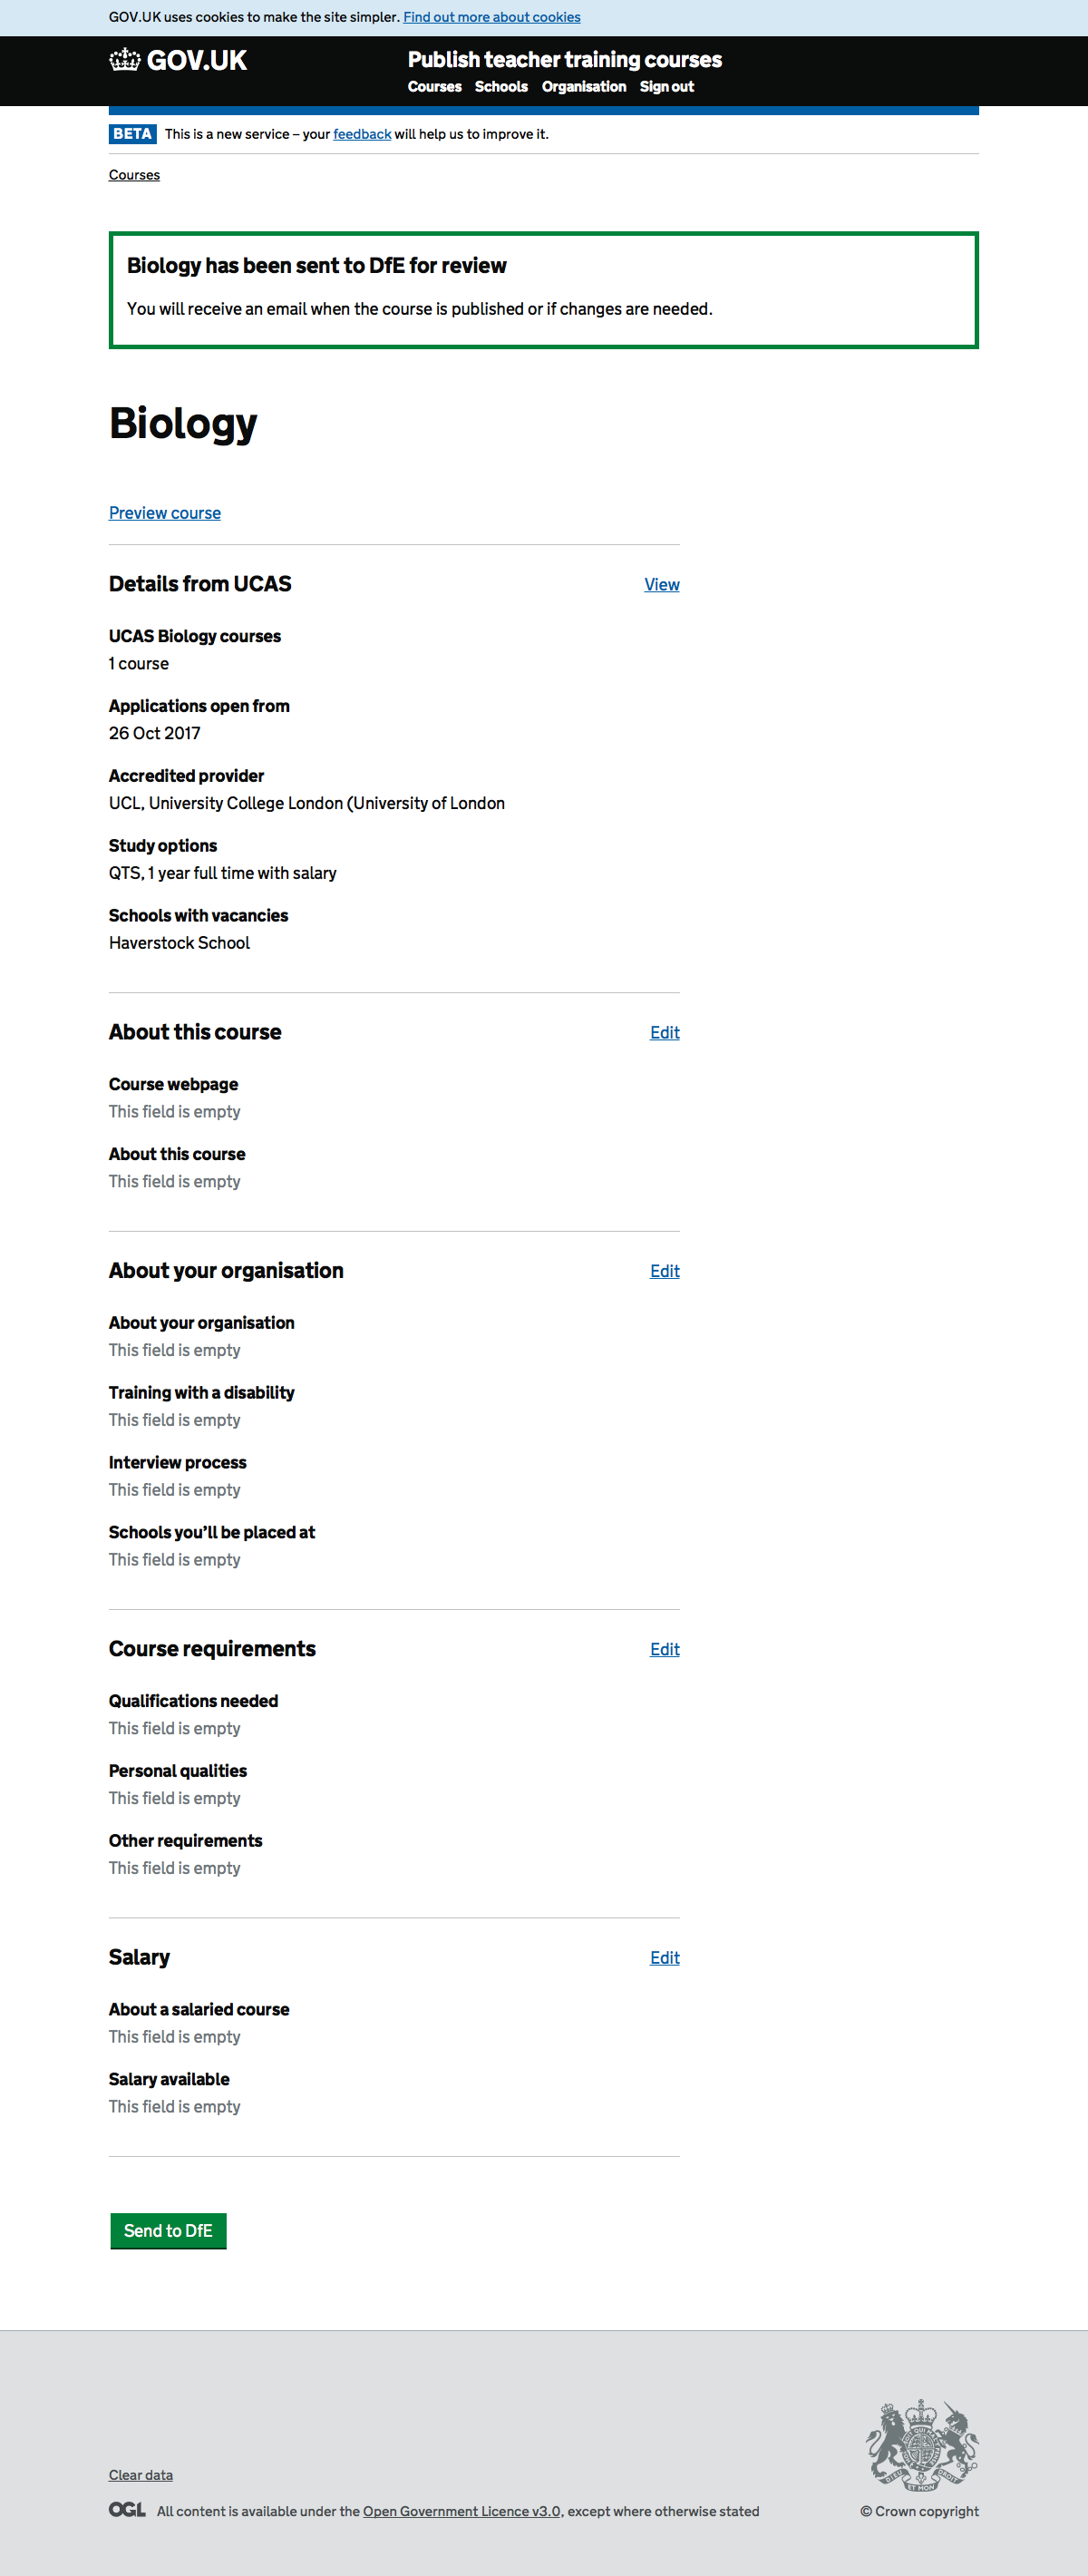 GOV.UK uses cookies to make the site simpler. Find out more about cookies
GOV.UK
Publish teacher training courses
Courses Schools Organisation Sign out
BETA This is a new service – your feedback will help us to improve it.
Courses
Biology has been sent to DfE for review
You will receive an email when the course is published or if changes are needed.
Biology
Preview course
Details from UCAS View
UCAS Biology courses
1 course
Applications open from
26 Oct 2017
Accredited provider
UCL, University College London (University of London
Study options
QTS, 1 year full time with salary
Schools with vacancies
Haverstock School
About this course Edit
Course webpage
This field is empty
About this course
This field is empty
About your organisation Edit
About your organisation
This field is empty
Training with a disability
This field is empty
Interview process
This field is empty
Schools you’ll be placed at
This field is empty
Course requirements Edit
Qualifications needed
This field is empty
Personal qualities
This field is empty
Other requirements
This field is empty
Salary Edit
About a salaried course
This field is empty
Salary available
This field is empty
Send to DfE
Clear data
OGL All content is available under the Open Government Licence v3.0, except where otherwise stated
© Crown copyright